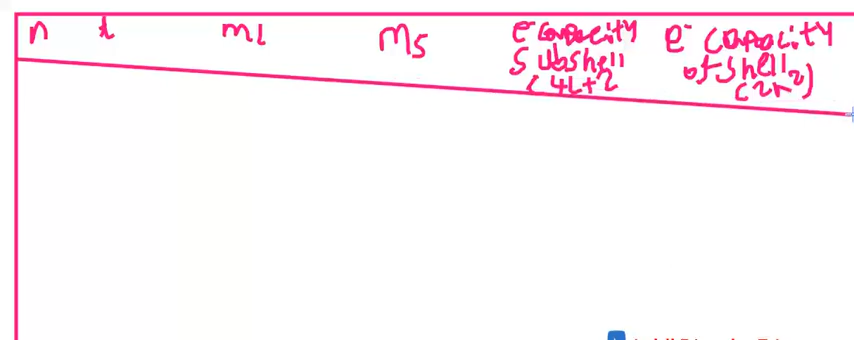 n l ml ms e⁻ capacity e⁻ capacity
Subshell of shell
(4l+2 (2n²)